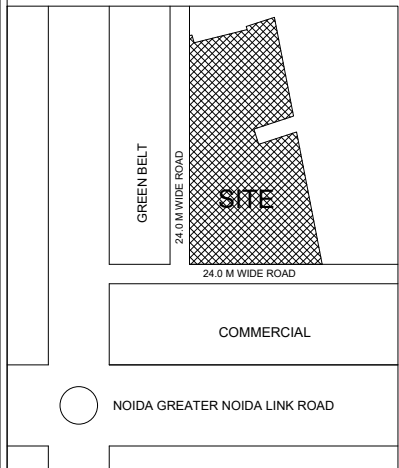 GREEN BELT
24.0 M WIDE ROAD
SITE
24.0 M WIDE ROAD
COMMERCIAL
NOIDA GREATER NOIDA LINK ROAD